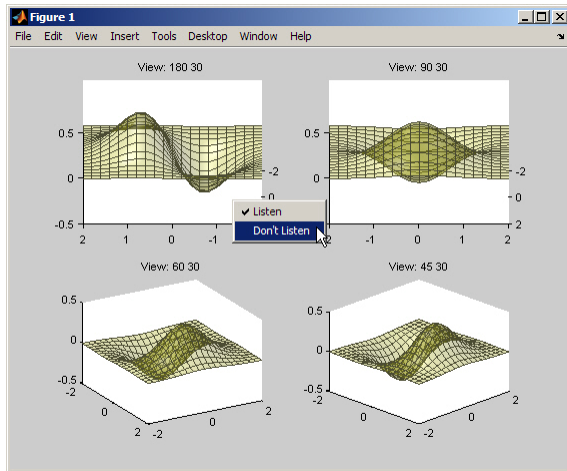 Figure 1
File Edit View Insert Tools Desktop Window Help
View: 180 30
View: 90 30
0.5
0
-0.5
-2
0
2 1 0 -1
0.5
0
-2
0
2
-1 0 1 2
✔ Listen
Don't Listen
View: 60 30
View: 45 30
0.5
0
-0.5
-2
0
2
-2
0
2
0.5
0
-0.5
-2
0
2
-2
0
2